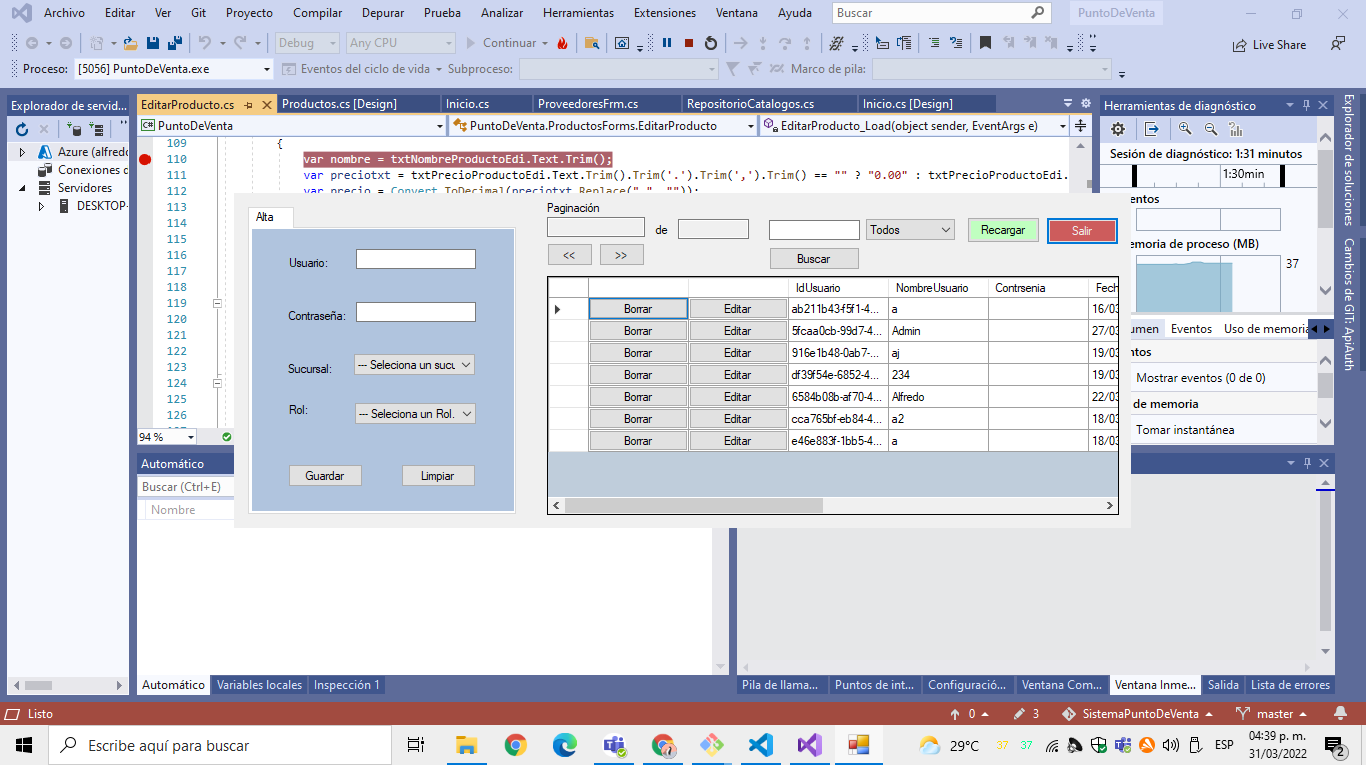 Archivo Editar Ver Git Proyecto Compilar Depurar Prueba Analizar Herramientas Extensiones Ventana Ayuda Buscar PuntoDeVenta
Debug Any CPU Continuar Live Share
Proceso: [5056] PuntoDeVenta.exe Eventos del ciclo de vida Subproceso: Marco de pila:
Explorador de servid... EditarProducto.cs Productos.cs [Design] Inicio.cs ProveedoresFrm.cs RepositorioCatalogos.cs Inicio.cs [Design] Herramientas de diagnóstico
PuntoDeVenta PuntoDeVenta.ProductosForms.EditarProducto EditarProducto_Load(object sender, EventArgs e)
Azure (alfredo
Conexiones d
Servidores
DESKTOP-
109 {
110 var nombre = txtNombreProductoEdi.Text.Trim();
111 var preciotxt = txtPrecioProductoEdi.Text.Trim().Trim('.').Trim(',').Trim() == "" ? "0.00" : txtPrecioProductoEdi.
112
113
114
115
116
117
118
119
120
121
122
123
124
125
126
94 %
Sesión de diagnóstico: 1:31 minutos
1:30min
entos
emoria de proceso (MB)
37
umen Eventos Uso de memoria
ntos
Mostrar eventos (0 de 0)
de memoria
Tomar instantánea
Explorador de soluciones
Cambios de GIT: ApiAuth
Alta
Usuario:
Contraseña:
Sucursal: --- Seleciona un sucu
Rol: --- Seleciona un Rol.
Guardar Limpiar
Paginación
de Todos Recargar Salir
<< >> Buscar
IdUsuario NombreUsuario Contrsenia Fech
Borrar Editar ab211b43-f5f1-4... a 16/03
Borrar Editar 5fcaa0cb-99d7-4... Admin 27/03
Borrar Editar 916e1b48-0ab7-... aj 19/03
Borrar Editar df39f54e-6852-4... 234 19/03
Borrar Editar 6584b08b-af70-4... Alfredo 22/03
Borrar Editar cca765bf-eb84-4... a2 18/03
Borrar Editar e46e883f-1bb5-4... a 18/03
Automático
Buscar (Ctrl+E)
Nombre
Automático Variables locales Inspección 1
Pila de llama... Puntos de int... Configuració... Ventana Com... Ventana Inme... Salida Lista de errores
Listo 0 3 SistemaPuntoDeVenta master
Escribe aquí para buscar
29°C 37 37 ESP
04:39 p. m.
31/03/2022
2